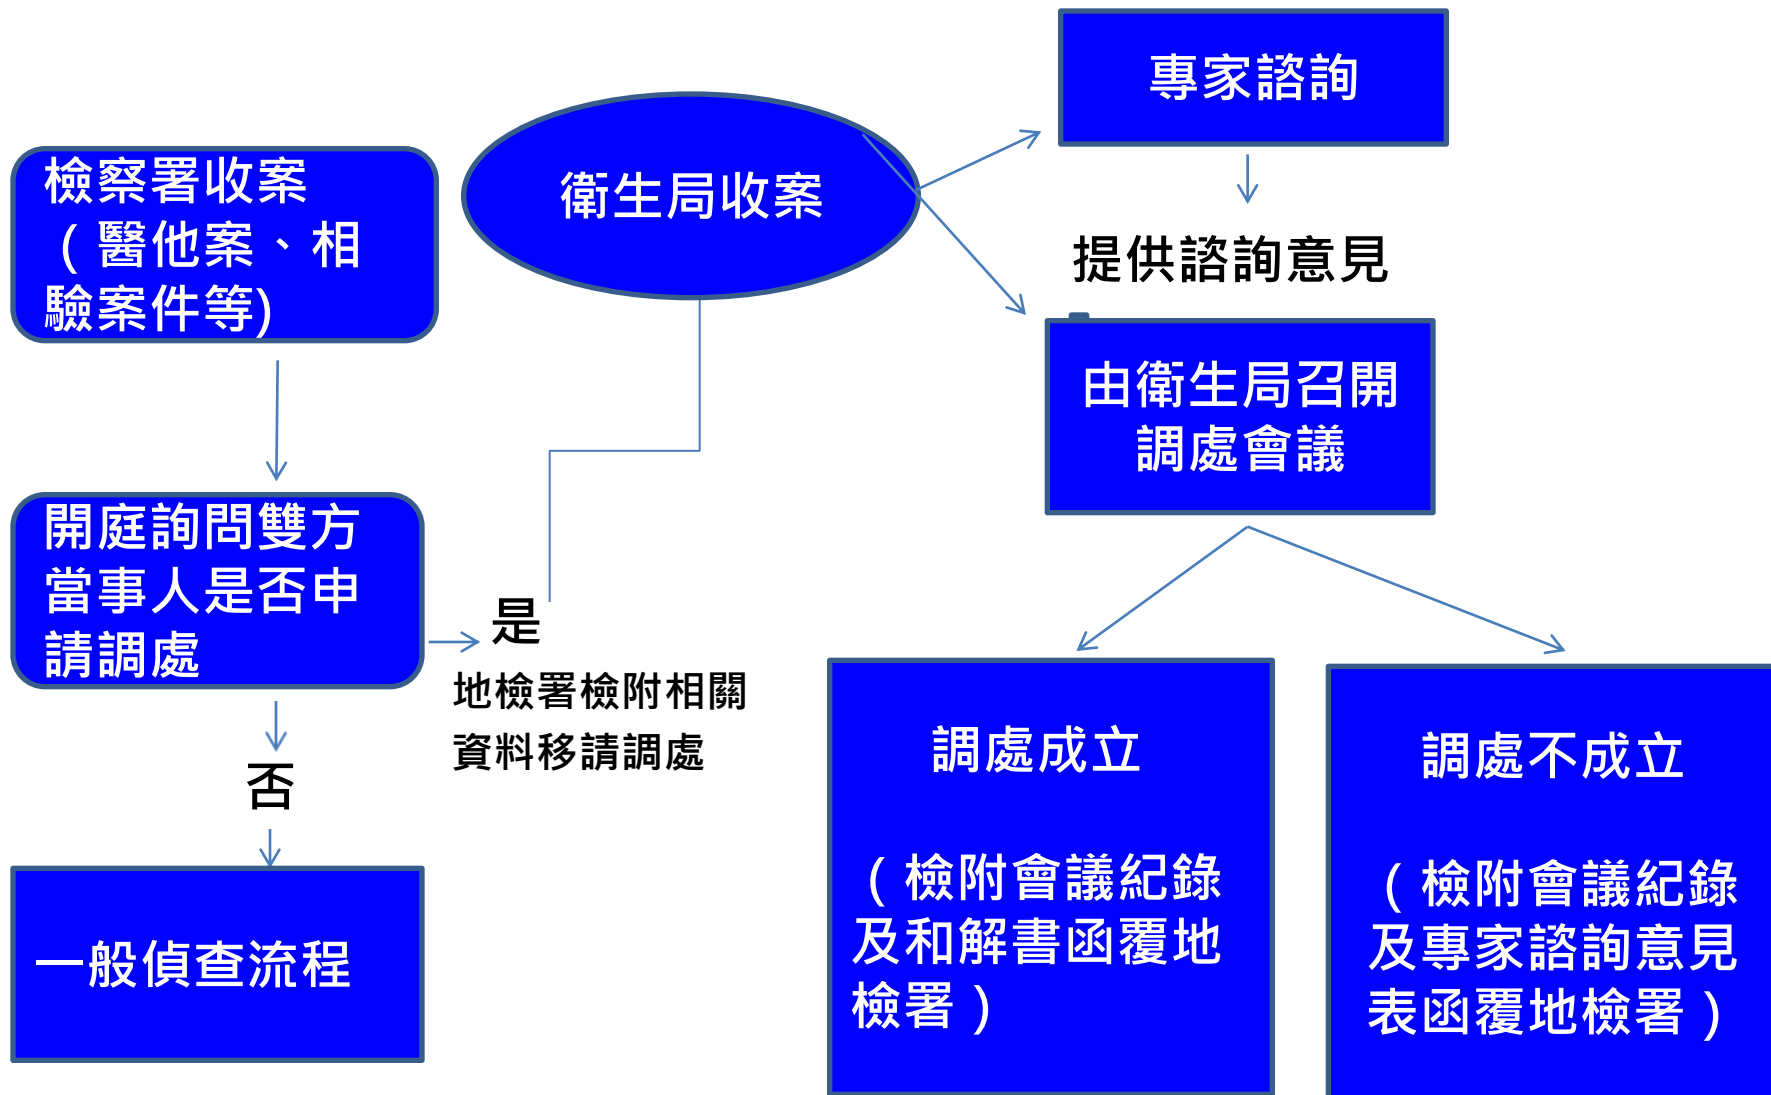 檢察署收案
（醫他案、相
驗案件等)
開庭詢問雙方
當事人是否申
請調處
否
一般偵查流程
是
地檢署檢附相關
資料移請調處
衛生局收案
專家諮詢
提供諮詢意見
由衛生局召開
調處會議
調處成立
（檢附會議紀錄
及和解書函覆地
檢署）
調處不成立
（檢附會議紀錄
及專家諮詢意見
表函覆地檢署）